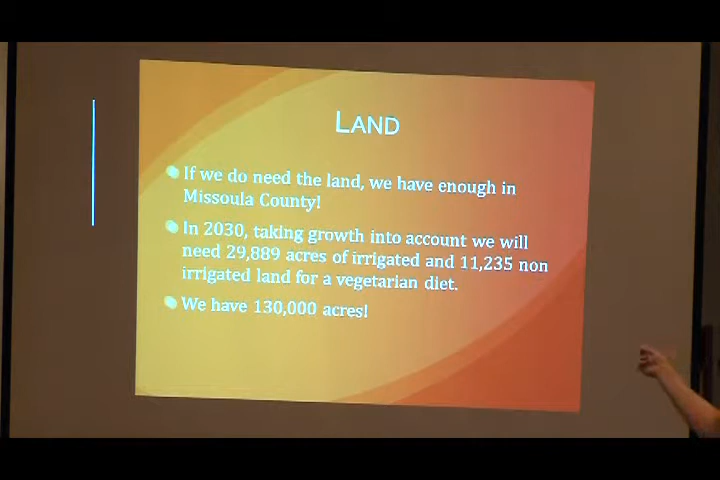 LAND
If we do need the land, we have enough in
Missoula County!
In 2030, taking growth into account we will
need 29,889 acres of irrigated and 11,235 non
irrigated land for a vegetarian diet.
We have 130,000 acres!